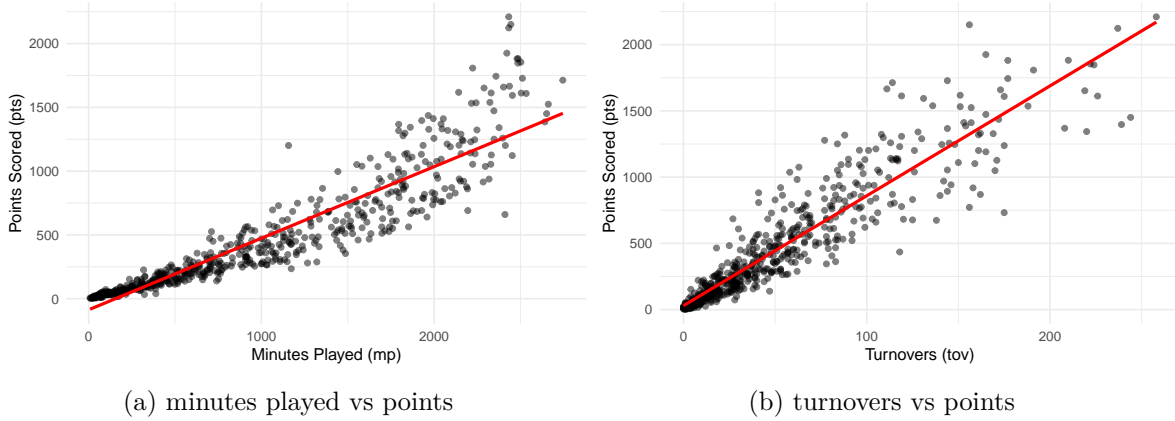 2000
1500
1000
500
0
Points Scored (pts)
0
1000
2000
Minutes Played (mp)
(a) minutes played vs points
2000
1500
1000
500
0
Points Scored (pts)
0
100
200
Turnovers (tov)
(b) turnovers vs points